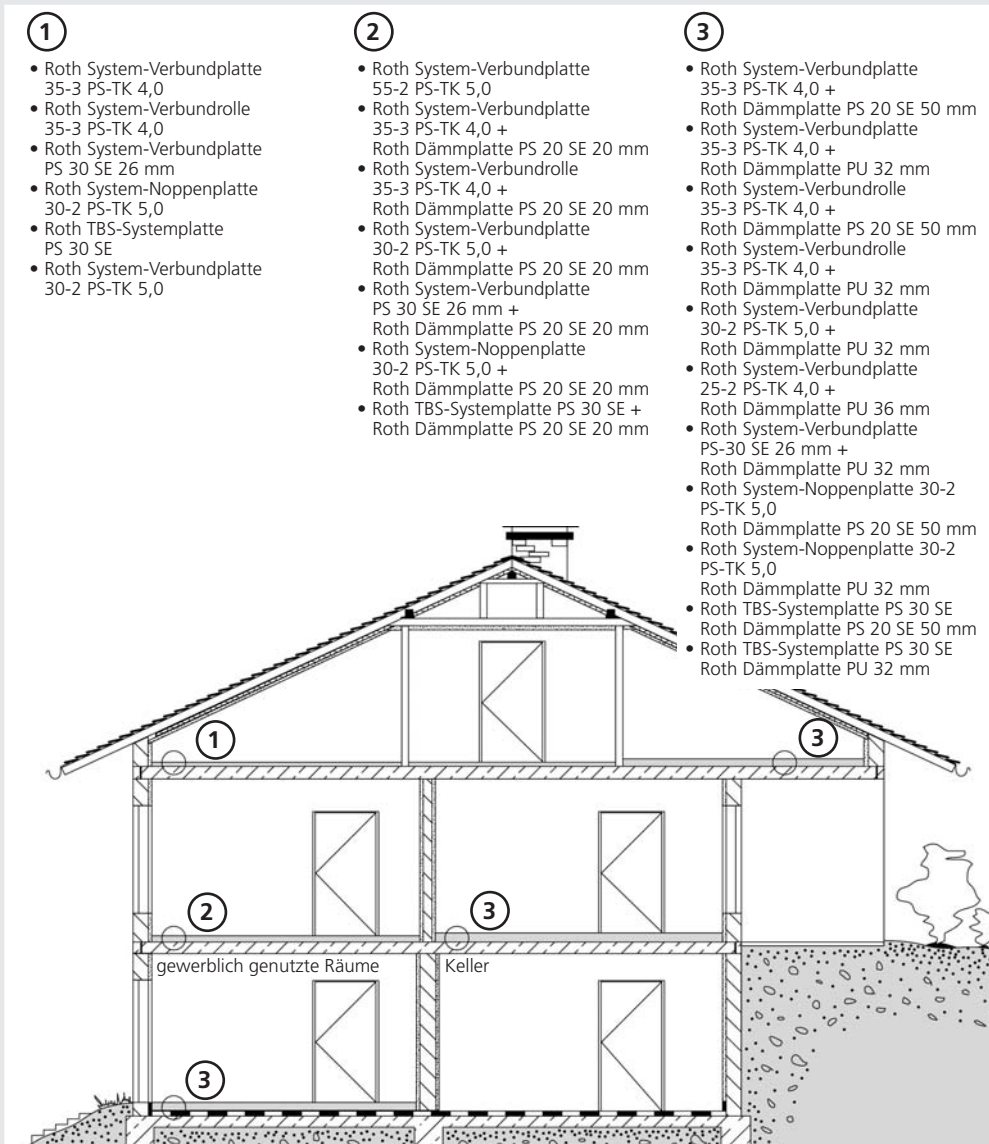 1
• Roth System-Verbundplatte
35-3 PS-TK 4,0
• Roth System-Verbundrolle
35-3 PS-TK 4,0
• Roth System-Verbundplatte
PS 30 SE 26 mm
• Roth System-Noppenplatte
30-2 PS-TK 5,0
• Roth TBS-Systemplatte
PS 30 SE
• Roth System-Verbundplatte
30-2 PS-TK 5,0
2
• Roth System-Verbundplatte
55-2 PS-TK 5,0
• Roth System-Verbundplatte
35-3 PS-TK 4,0 +
Roth Dämmplatte PS 20 SE 20 mm
• Roth System-Verbundrolle
35-3 PS-TK 4,0 +
Roth Dämmplatte PS 20 SE 20 mm
• Roth System-Verbundplatte
30-2 PS-TK 5,0 +
Roth Dämmplatte PS 20 SE 20 mm
• Roth System-Verbundplatte
PS 30 SE 26 mm +
Roth Dämmplatte PS 20 SE 20 mm
• Roth System-Noppenplatte
30-2 PS-TK 5,0 +
Roth Dämmplatte PS 20 SE 20 mm
• Roth TBS-Systemplatte PS 30 SE +
Roth Dämmplatte PS 20 SE 20 mm
3
• Roth System-Verbundplatte
35-3 PS-TK 4,0 +
Roth Dämmplatte PS 20 SE 50 mm
• Roth System-Verbundplatte
35-3 PS-TK 4,0 +
Roth Dämmplatte PU 32 mm
• Roth System-Verbundrolle
35-3 PS-TK 4,0 +
Roth Dämmplatte PS 20 SE 50 mm
• Roth System-Verbundrolle
35-3 PS-TK 4,0 +
Roth Dämmplatte PU 32 mm
• Roth System-Verbundplatte
30-2 PS-TK 5,0 +
Roth Dämmplatte PU 32 mm
• Roth System-Verbundplatte
25-2 PS-TK 4,0 +
Roth Dämmplatte PU 36 mm
• Roth System-Verbundplatte
PS-30 SE 26 mm +
Roth Dämmplatte PU 32 mm
• Roth System-Noppenplatte 30-2
PS-TK 5,0
Roth Dämmplatte PS 20 SE 50 mm
• Roth System-Noppenplatte 30-2
PS-TK 5,0
Roth Dämmplatte PU 32 mm
• Roth TBS-Systemplatte PS 30 SE
Roth Dämmplatte PS 20 SE 50 mm
• Roth TBS-Systemplatte PS 30 SE
Roth Dämmplatte PU 32 mm
1
3
2
3
gewerblich genutzte Räume
Keller
3